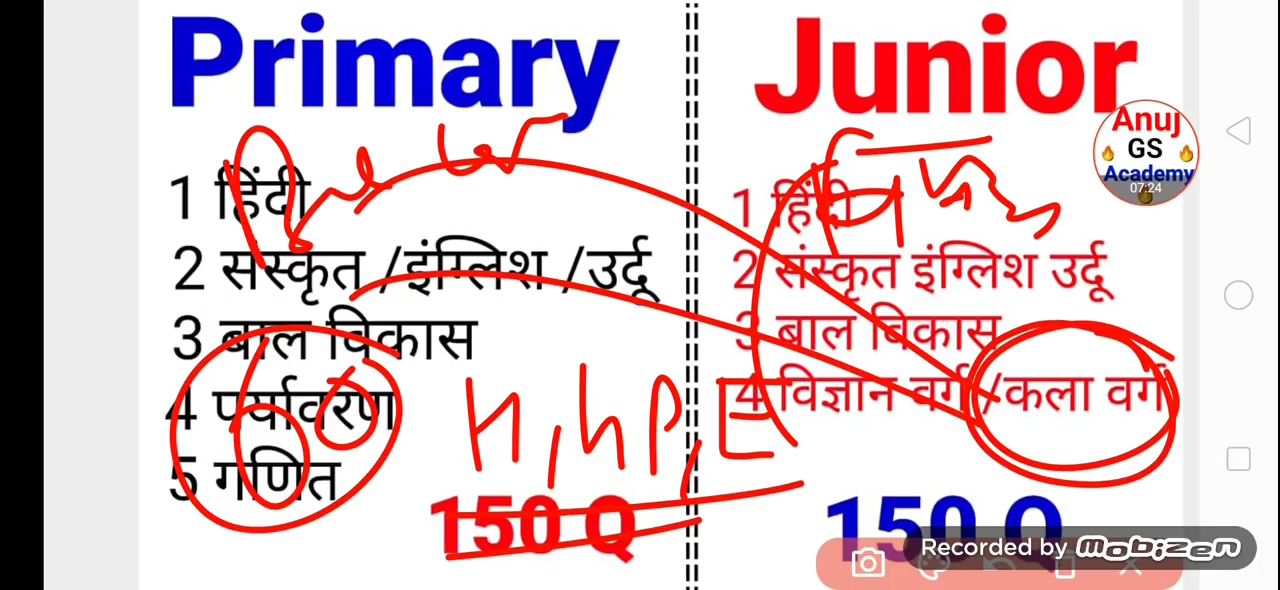 Primary
Junior
Anuj
GS
Academy
07:24
1 हिंदी
2 संस्कृत /इंग्लिश /उर्दू
3 बाल विकास
4 पर्यावरण
5 गणित
150 Q
1 हिंदी
2 संस्कृत इंग्लिश उर्दू
3 बाल विकास
4 विज्ञान वर्ग /कला वर्ग
150 Q
H, h P, E
Recorded by Mobizen